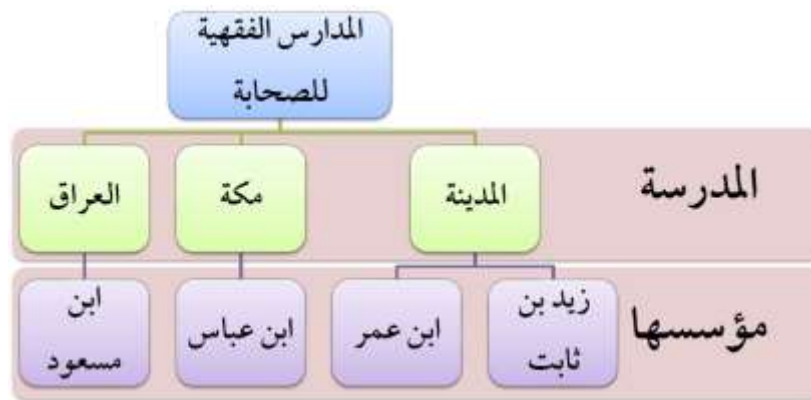 المدارس الفقهية
للصحابة
المدرسة
المدينة
مكة
العراق
مؤسسها
زيد بن
ثابت
ابن عمر
ابن عباس
ابن
مسعود